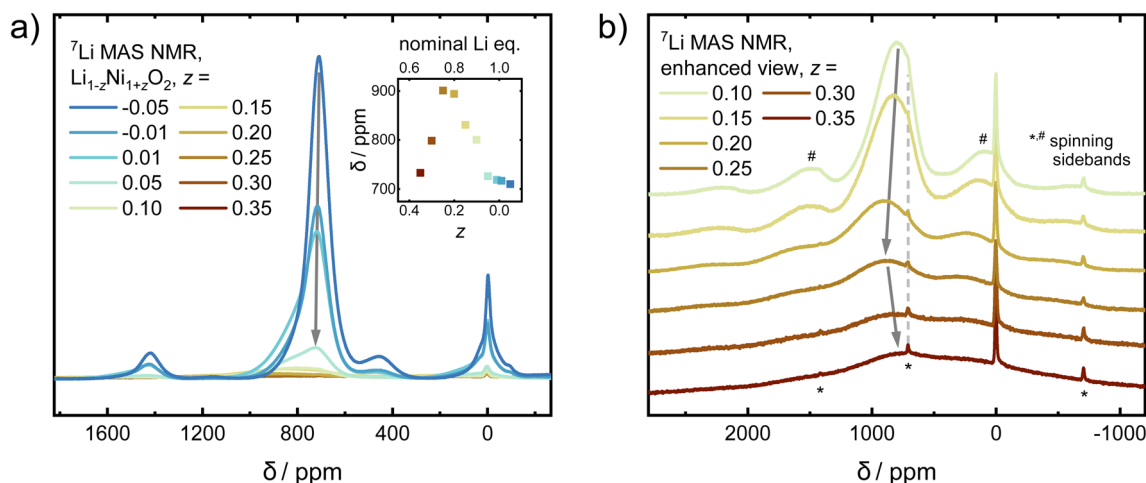 a)
⁷Li MAS NMR,
Li₁₋zNi₁₊zO₂, z =
-0.05 0.15
-0.01 0.20
0.01 0.25
0.05 0.30
0.10 0.35
nominal Li eq.
0.6 0.8 1.0
900
800
700
δ / ppm
0.4 0.2 0.0
z
1600 1200 800 400 0
δ / ppm
b)
⁷Li MAS NMR,
enhanced view, z =
0.10 0.30
0.15 0.35
0.20
0.25
#
#
*,# spinning
sidebands
* * *
2000 1000 0 -1000
δ / ppm